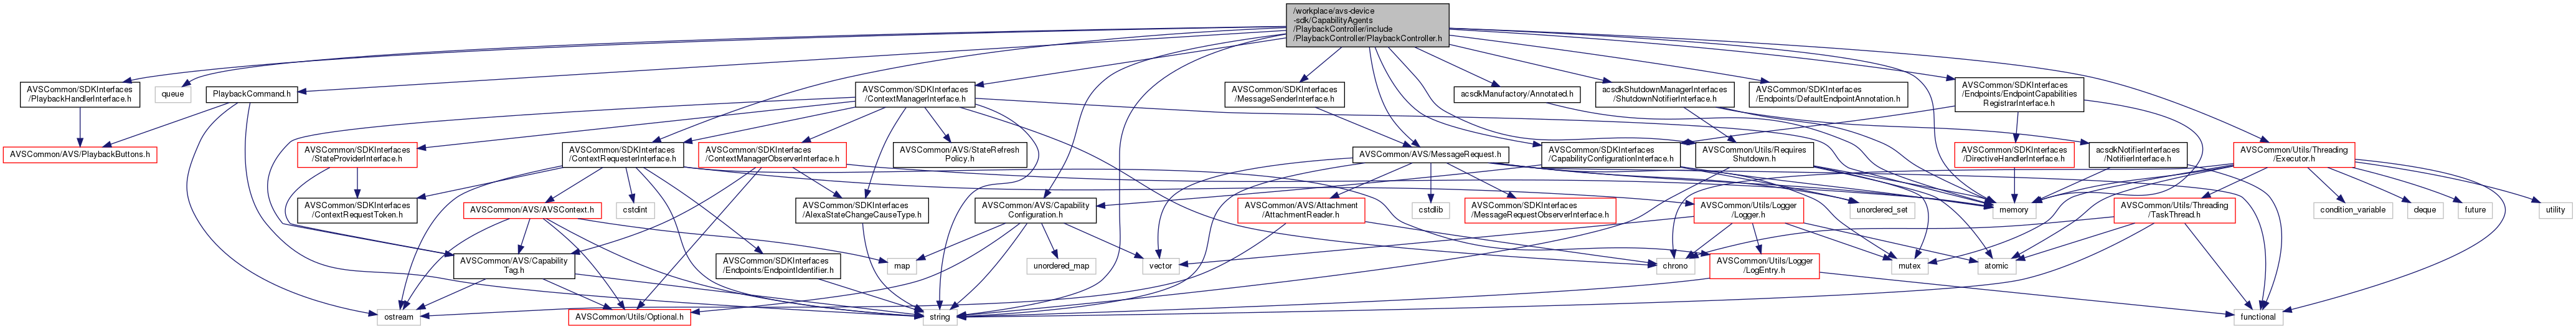 /workplace/avs-device
-sdk/CapabilityAgents
/PlaybackController/include
/PlaybackController/PlaybackController.h
AVSCommon/SDKInterfaces
/PlaybackHandlerInterface.h
queue
PlaybackCommand.h
AVSCommon/SDKInterfaces
/ContextManagerInterface.h
AVSCommon/SDKInterfaces
/MessageSenderInterface.h
acsdkManufactory/Annotated.h
acsdkShutdownManagerInterfaces
/ShutdownNotifierInterface.h
AVSCommon/SDKInterfaces
/Endpoints/DefaultEndpointAnnotation.h
AVSCommon/SDKInterfaces
/Endpoints/EndpointCapabilities
RegistrarInterface.h
AVSCommon/AVS/PlaybackButtons.h
AVSCommon/SDKInterfaces
/StateProviderInterface.h
AVSCommon/SDKInterfaces
/ContextRequesterInterface.h
AVSCommon/SDKInterfaces
/ContextManagerObserverInterface.h
AVSCommon/AVS/StateRefresh
Policy.h
AVSCommon/AVS/MessageRequest.h
AVSCommon/SDKInterfaces
/CapabilityConfigurationInterface.h
AVSCommon/Utils/Requires
Shutdown.h
AVSCommon/SDKInterfaces
/DirectiveHandlerInterface.h
acsdkNotifierInterfaces
/NotifierInterface.h
AVSCommon/Utils/Threading
/Executor.h
AVSCommon/SDKInterfaces
/ContextRequestToken.h
AVSCommon/AVS/AVSContext.h
cstdint
AVSCommon/SDKInterfaces
/AlexaStateChangeCauseType.h
AVSCommon/AVS/Capability
Configuration.h
AVSCommon/AVS/Attachment
/AttachmentReader.h
cstdlib
AVSCommon/SDKInterfaces
/MessageRequestObserverInterface.h
unordered_set
AVSCommon/Utils/Logger
/Logger.h
memory
AVSCommon/Utils/Threading
/TaskThread.h
condition_variable
deque
future
utility
AVSCommon/AVS/Capability
Tag.h
AVSCommon/SDKInterfaces
/Endpoints/EndpointIdentifier.h
map
unordered_map
vector
chrono
AVSCommon/Utils/Logger
/LogEntry.h
mutex
atomic
ostream
AVSCommon/Utils/Optional.h
string
functional